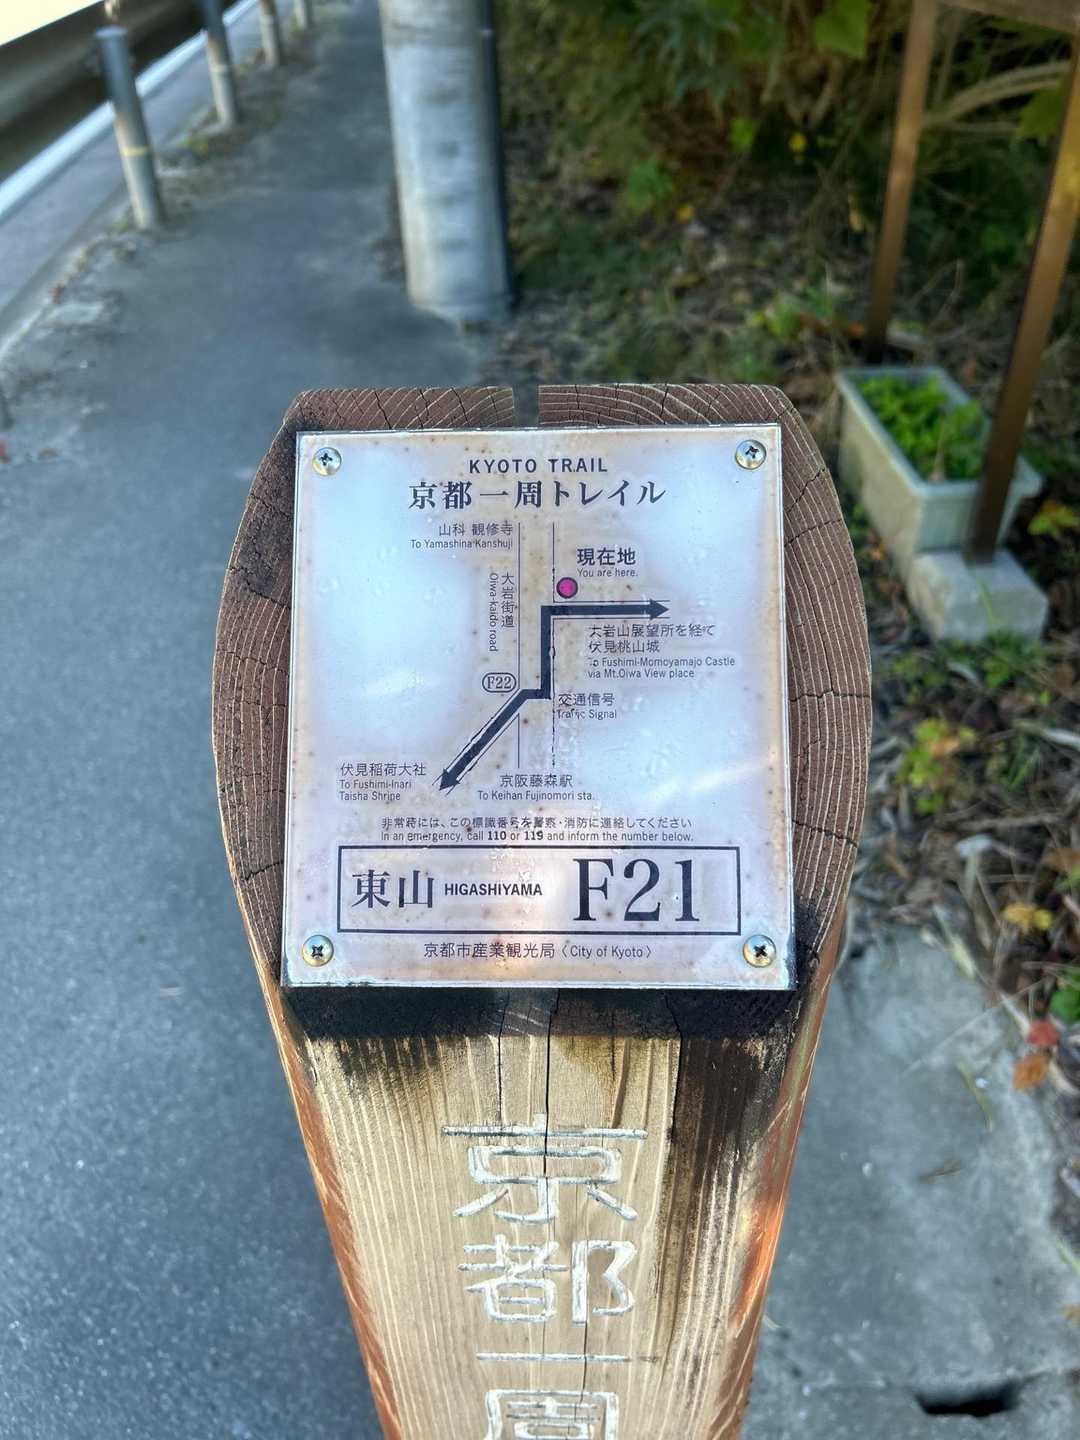 KYOTO TRAIL
京都一周トレイル
山科 観修寺
To Yamashina Kanshuji
現在地
You are here.
大岩街道
Oiwa-kaido road
大岩山展望所を経て
伏見桃山城
To Fushimi-Momoyamajo Castle
via Mt.Oiwa View place
F22
交通信号
Traffic Signal
伏見稲荷大社
To Fushimi-Inari
Taisha Shrine
京阪藤森駅
To Keihan Fujinomori sta.
非常時には、この標識番号を警察・消防に連絡してください
In an emergency, call 110 or 119 and inform the number below.
東山 HIGASHIYAMA F21
京都市産業観光局〈City of Kyoto〉
京都一周